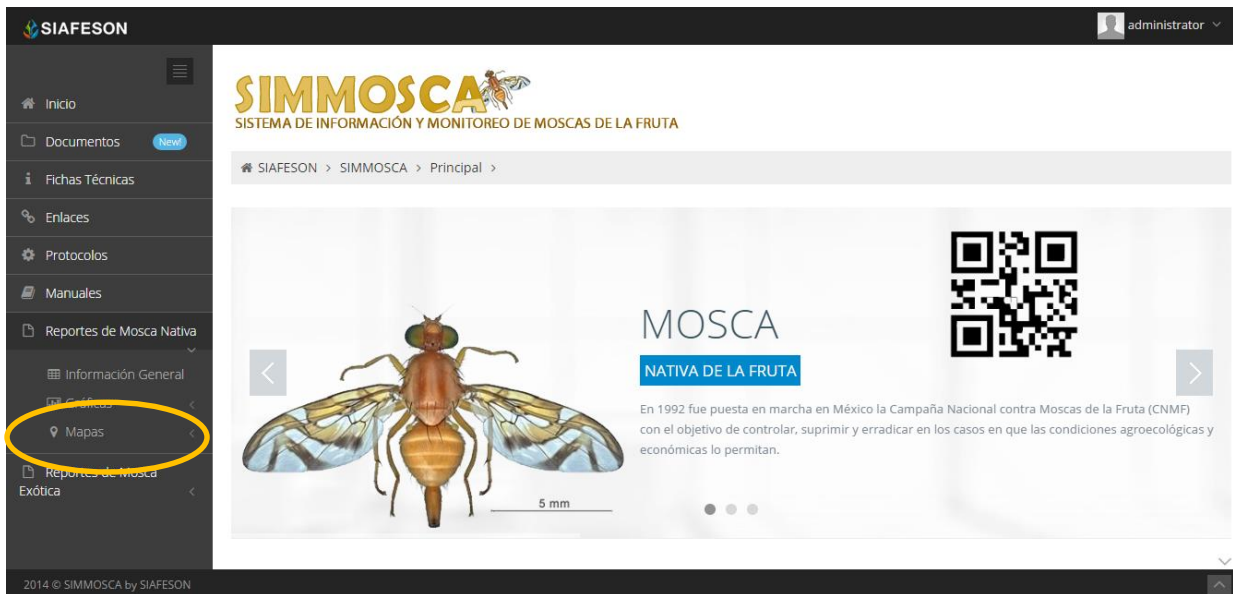 SIAFESON
administrator
Inicio
Documentos New!
Fichas Técnicas
Enlaces
Protocolos
Manuales
Reportes de Mosca Nativa
Información General
Gráficas
Mapas
Reportes de Mosca
Exótica
SIMMOSCA
SISTEMA DE INFORMACIÓN Y MONITOREO DE MOSCAS DE LA FRUTA
SIAFESON > SIMMOSCA > Principal >
MOSCA
NATIVA DE LA FRUTA
En 1992 fue puesta en marcha en México la Campaña Nacional contra Moscas de la Fruta (CNMF)
con el objetivo de controlar, suprimir y erradicar en los casos en que las condiciones agroecológicas y
económicas lo permitan.
5 mm
2014 © SIMMOSCA by SIAFESON